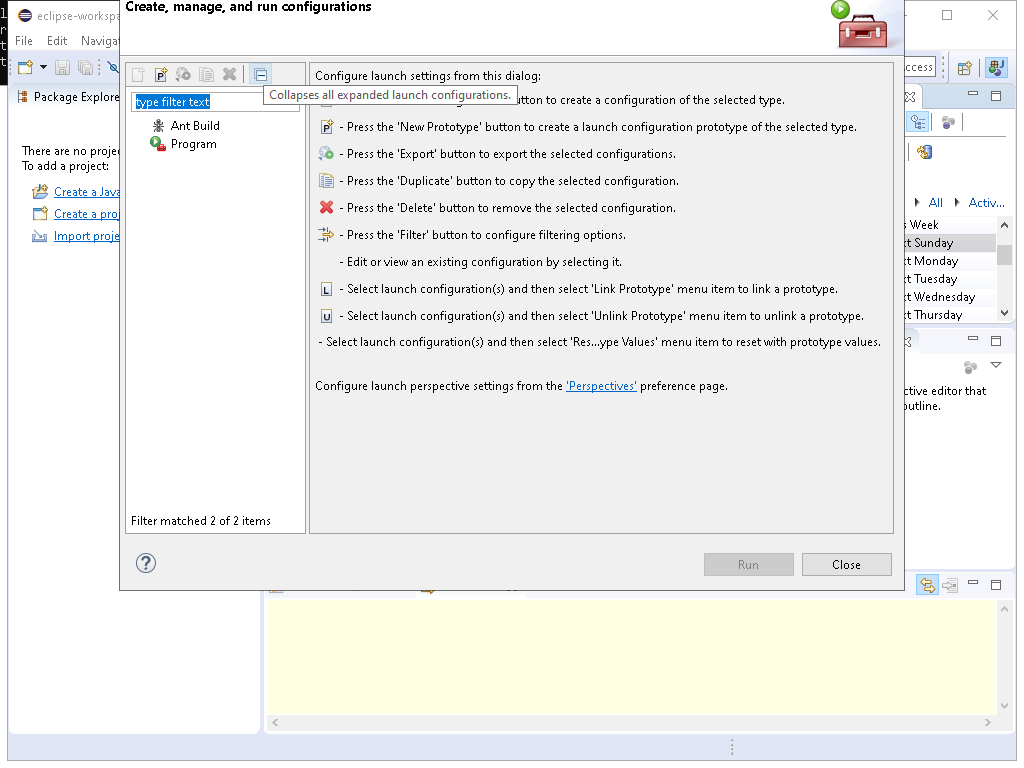 Create, manage, and run configurations
eclipse-workspa
File Edit Naviga
Package Explore
There are no projec
To add a project:
Create a Java
Create a proj
Import proje
type filter text
Ant Build
Program
Filter matched 2 of 2 items
Configure launch settings from this dialog:
Collapses all expanded launch configurations.
utton to create a configuration of the selected type.
- Press the 'New Prototype' button to create a launch configuration prototype of the selected type.
- Press the 'Export' button to export the selected configurations.
- Press the 'Duplicate' button to copy the selected configuration.
- Press the 'Delete' button to remove the selected configuration.
- Press the 'Filter' button to configure filtering options.
- Edit or view an existing configuration by selecting it.
- Select launch configuration(s) and then select 'Link Prototype' menu item to link a prototype.
- Select launch configuration(s) and then select 'Unlink Prototype' menu item to unlink a prototype.
- Select launch configuration(s) and then select 'Res...ype Values' menu item to reset with prototype values.
Configure launch perspective settings from the 'Perspectives' preference page.
Run
Close
ccess
All
Activ...
s Week
xt Sunday
xt Monday
xt Tuesday
xt Wednesday
xt Thursday
ctive editor that
outline.